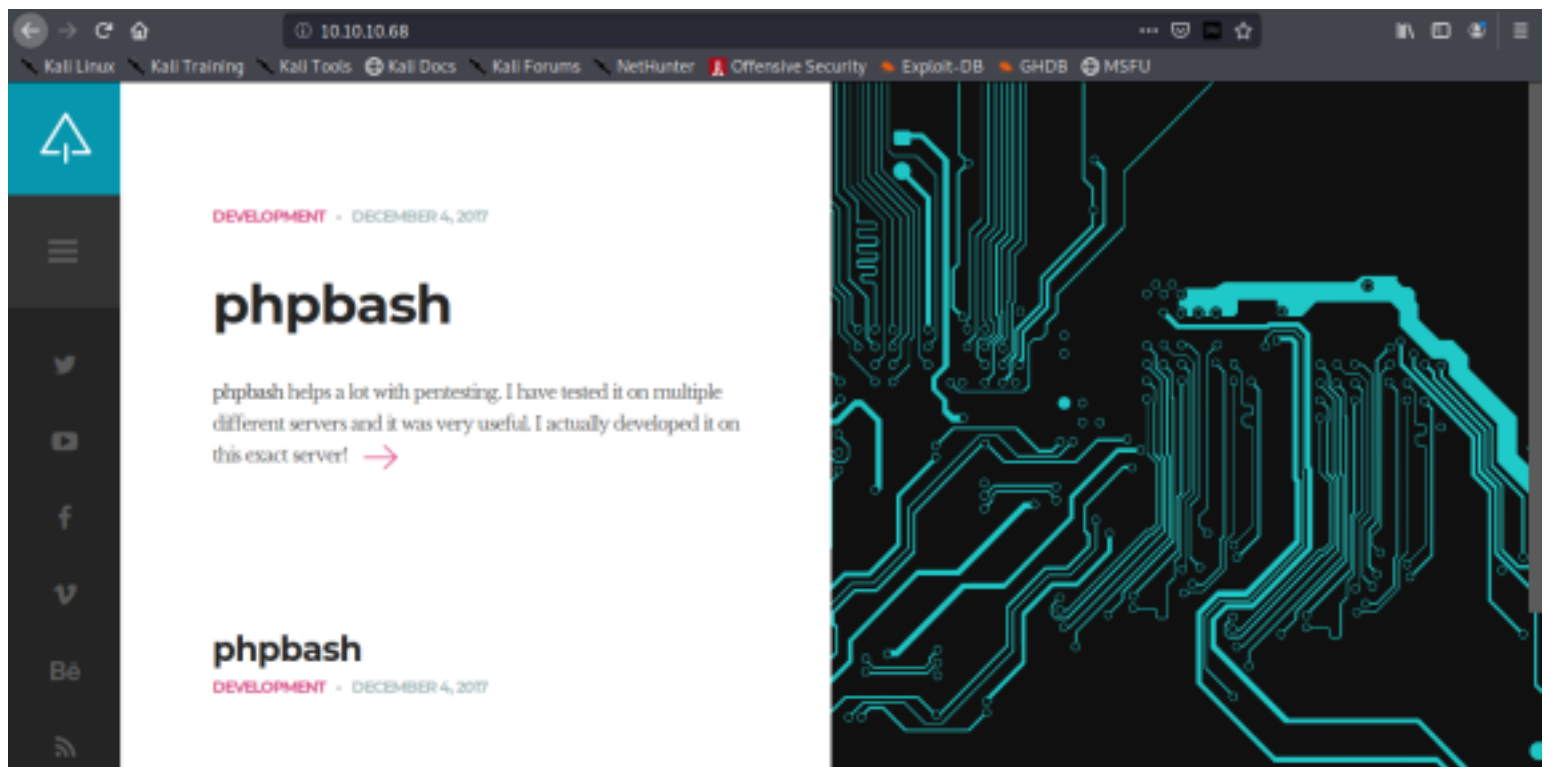 10.10.10.68
Kali Linux Kali Training Kali Tools Kali Docs Kali Forums NetHunter Offensive Security Exploit-DB GHDB MSFU
DEVELOPMENT - DECEMBER 4, 2017
phpbash
phpbash helps a lot with pentesting. I have tested it on multiple
different servers and it was very useful. I actually developed it on
this exact server!
Bē
phpbash
DEVELOPMENT - DECEMBER 4, 2017